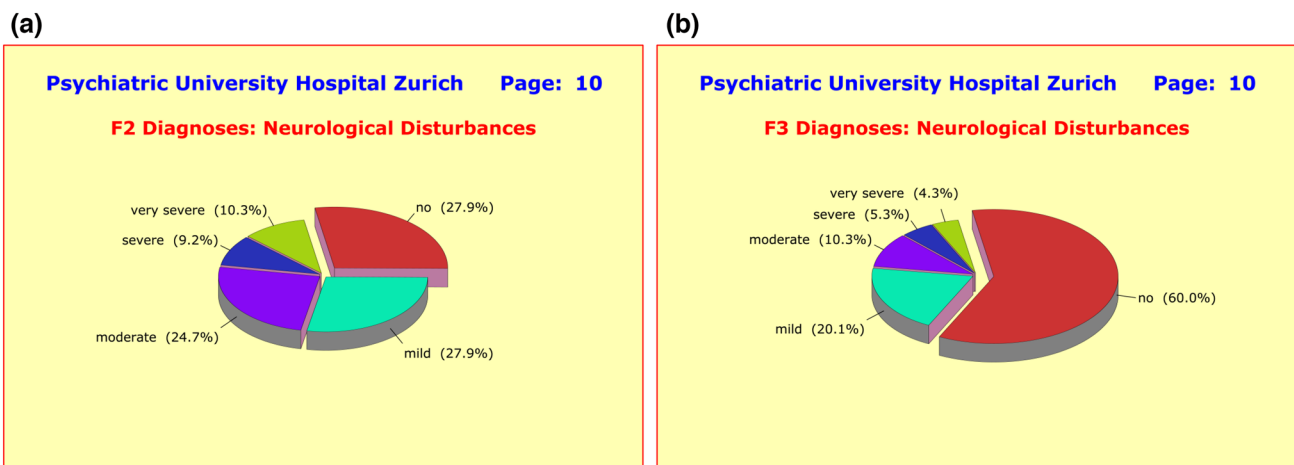 (a)
Psychiatric University Hospital Zurich Page: 10
F2 Diagnoses: Neurological Disturbances
very severe (10.3%)
no (27.9%)
severe (9.2%)
moderate (24.7%)
mild (27.9%)
(b)
Psychiatric University Hospital Zurich Page: 10
F3 Diagnoses: Neurological Disturbances
very severe (4.3%)
severe (5.3%)
moderate (10.3%)
no (60.0%)
mild (20.1%)